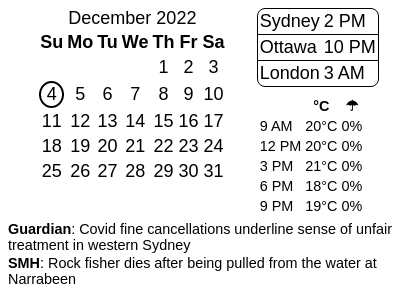 December 2022
Su Mo Tu We Th Fr Sa
1 2 3
4 5 6 7 8 9 10
11 12 13 14 15 16 17
18 19 20 21 22 23 24
25 26 27 28 29 30 31
Sydney 2 PM
Ottawa 10 PM
London 3 AM
°C ☂
9 AM 20°C 0%
12 PM 20°C 0%
3 PM 21°C 0%
6 PM 18°C 0%
9 PM 19°C 0%
Guardian: Covid fine cancellations underline sense of unfair
treatment in western Sydney
SMH: Rock fisher dies after being pulled from the water at
Narrabeen